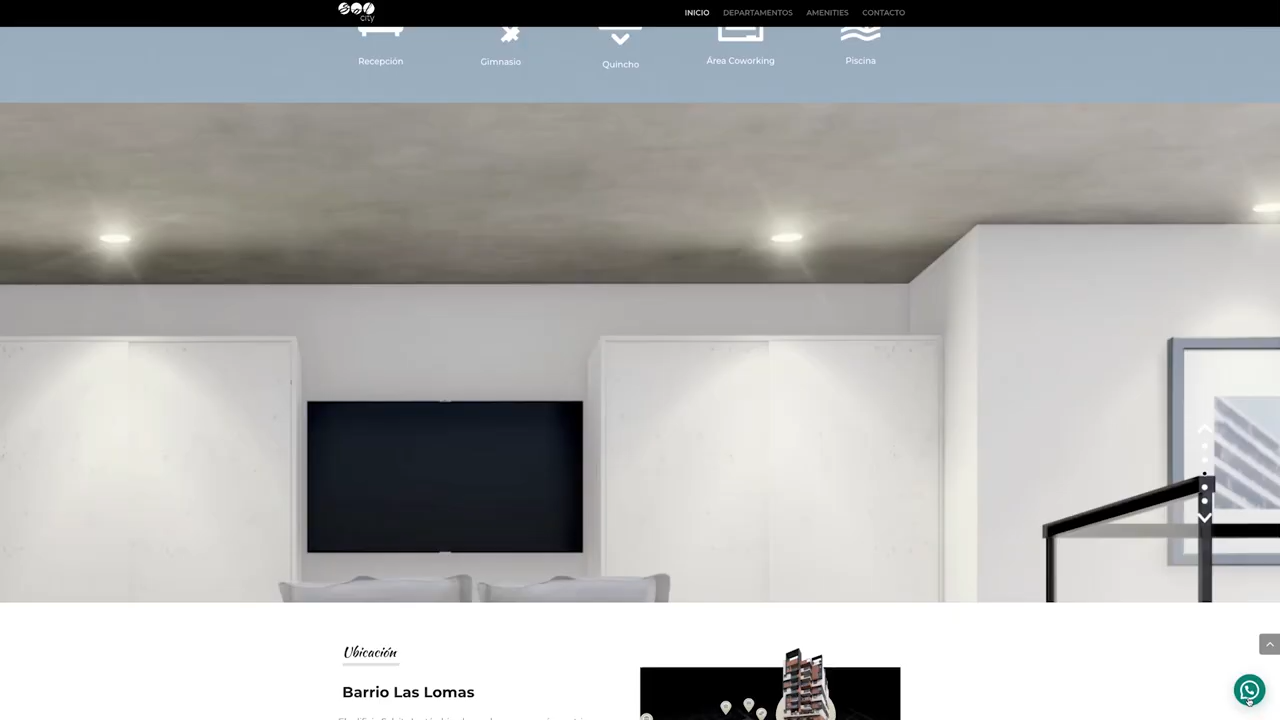 city
INICIO DEPARTAMENTOS AMENITIES CONTACTO
Recepción Gimnasio Quincho Área Coworking Piscina
Ubicación
Barrio Las Lomas